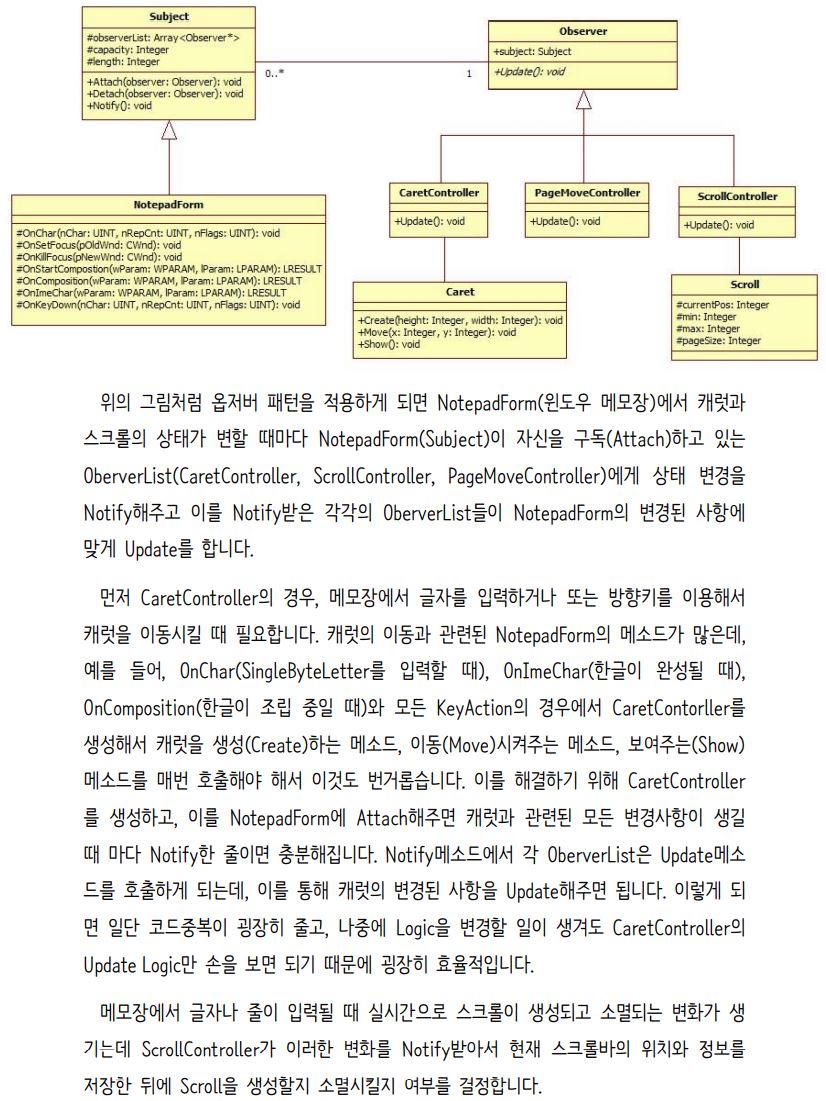 Subject
#observerList: Array<Observer*>
#capacity: Integer
#length: Integer
+Attach(observer: Observer): void
+Detach(observer: Observer): void
+Notify(): void
0..*
1
Observer
+subject: Subject
+Update(): void
NotepadForm
#OnChar(nChar: UINT, nRepCnt: UINT, nFlags: UINT): void
#OnSetFocus(pOldWnd: CWnd): void
#OnKillFocus(pNewWnd: CWnd): void
#OnStartCompostion(wParam: WPARAM, lParam: LPARAM): LRESULT
#OnComposition(wParam: WPARAM, lParam: LPARAM): LRESULT
#OnImeChar(wParam: WPARAM, lParam: LPARAM): LRESULT
#OnKeyDown(nChar: UINT, nRepCnt: UINT, nFlags: UINT): void
CaretController
+Update(): void
PageMoveController
+Update(): void
ScrollController
+Update(): void
Caret
+Create(height: Integer, width: Integer): void
+Move(x: Integer, y: Integer): void
+Show(): void
Scroll
#currentPos: Integer
#min: Integer
#max: Integer
#pageSize: Integer
위의 그림처럼 옵저버 패턴을 적용하게 되면 NotepadForm(윈도우 메모장)에서 캐럿과
스크롤의 상태가 변할 때마다 NotepadForm(Subject)이 자신을 구독(Attach)하고 있는
OberverList(CaretController, ScrollController, PageMoveController)에게 상태 변경을
Notify해주고 이를 Notify받은 각각의 OberverList들이 NotepadForm의 변경된 사항에
맞게 Update를 합니다.
먼저 CaretController의 경우, 메모장에서 글자를 입력하거나 또는 방향키를 이용해서
캐럿을 이동시킬 때 필요합니다. 캐럿의 이동과 관련된 NotepadForm의 메소드가 많은데,
예를 들어, OnChar(SingleByteLetter를 입력할 때), OnImeChar(한글이 완성될 때),
OnComposition(한글이 조립 중일 때)와 모든 KeyAction의 경우에서 CaretContorller를
생성해서 캐럿을 생성(Create)하는 메소드, 이동(Move)시켜주는 메소드, 보여주는(Show)
메소드를 매번 호출해야 해서 이것도 번거롭습니다. 이를 해결하기 위해 CaretController
를 생성하고, 이를 NotepadForm에 Attach해주면 캐럿과 관련된 모든 변경사항이 생길
때 마다 Notify한 줄이면 충분해집니다. Notify메소드에서 각 OberverList은 Update메소
드를 호출하게 되는데, 이를 통해 캐럿의 변경된 사항을 Update해주면 됩니다. 이렇게 되
면 일단 코드중복이 굉장히 줄고, 나중에 Logic을 변경할 일이 생겨도 CaretController의
Update Logic만 손을 보면 되기 때문에 굉장히 효율적입니다.
메모장에서 글자나 줄이 입력될 때 실시간으로 스크롤이 생성되고 소멸되는 변화가 생
기는데 ScrollController가 이러한 변화를 Notify받아서 현재 스크롤바의 위치와 정보를
저장한 뒤에 Scroll을 생성할지 소멸시킬지 여부를 결정합니다.